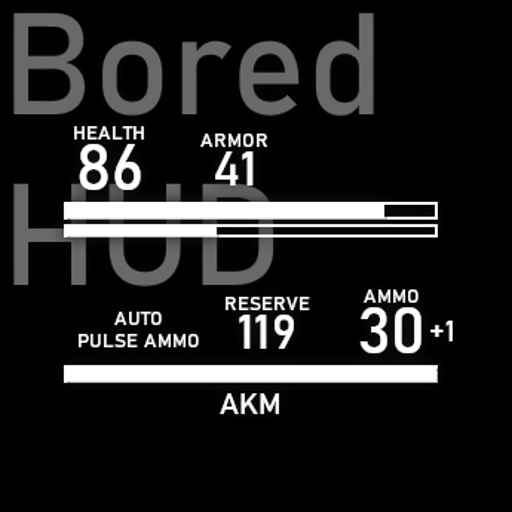 Bored
HEALTH ARMOR
86 41
HUD
AUTO RESERVE AMMO
PULSE AMMO 119 30 +1
AKM